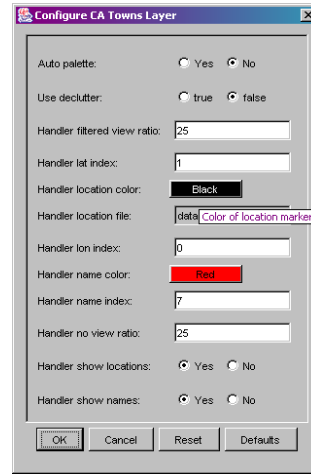 Configure CA Towns Layer
Auto palette: Yes No
Use declutter: true false
Handler filtered view ratio: 25
Handler lat index: 1
Handler location color: Black
Handler location file: data Color of location marker
Handler lon index: 0
Handler name color: Red
Handler name index: 7
Handler no view ratio: 25
Handler show locations: Yes No
Handler show names: Yes No
OK Cancel Reset Defaults